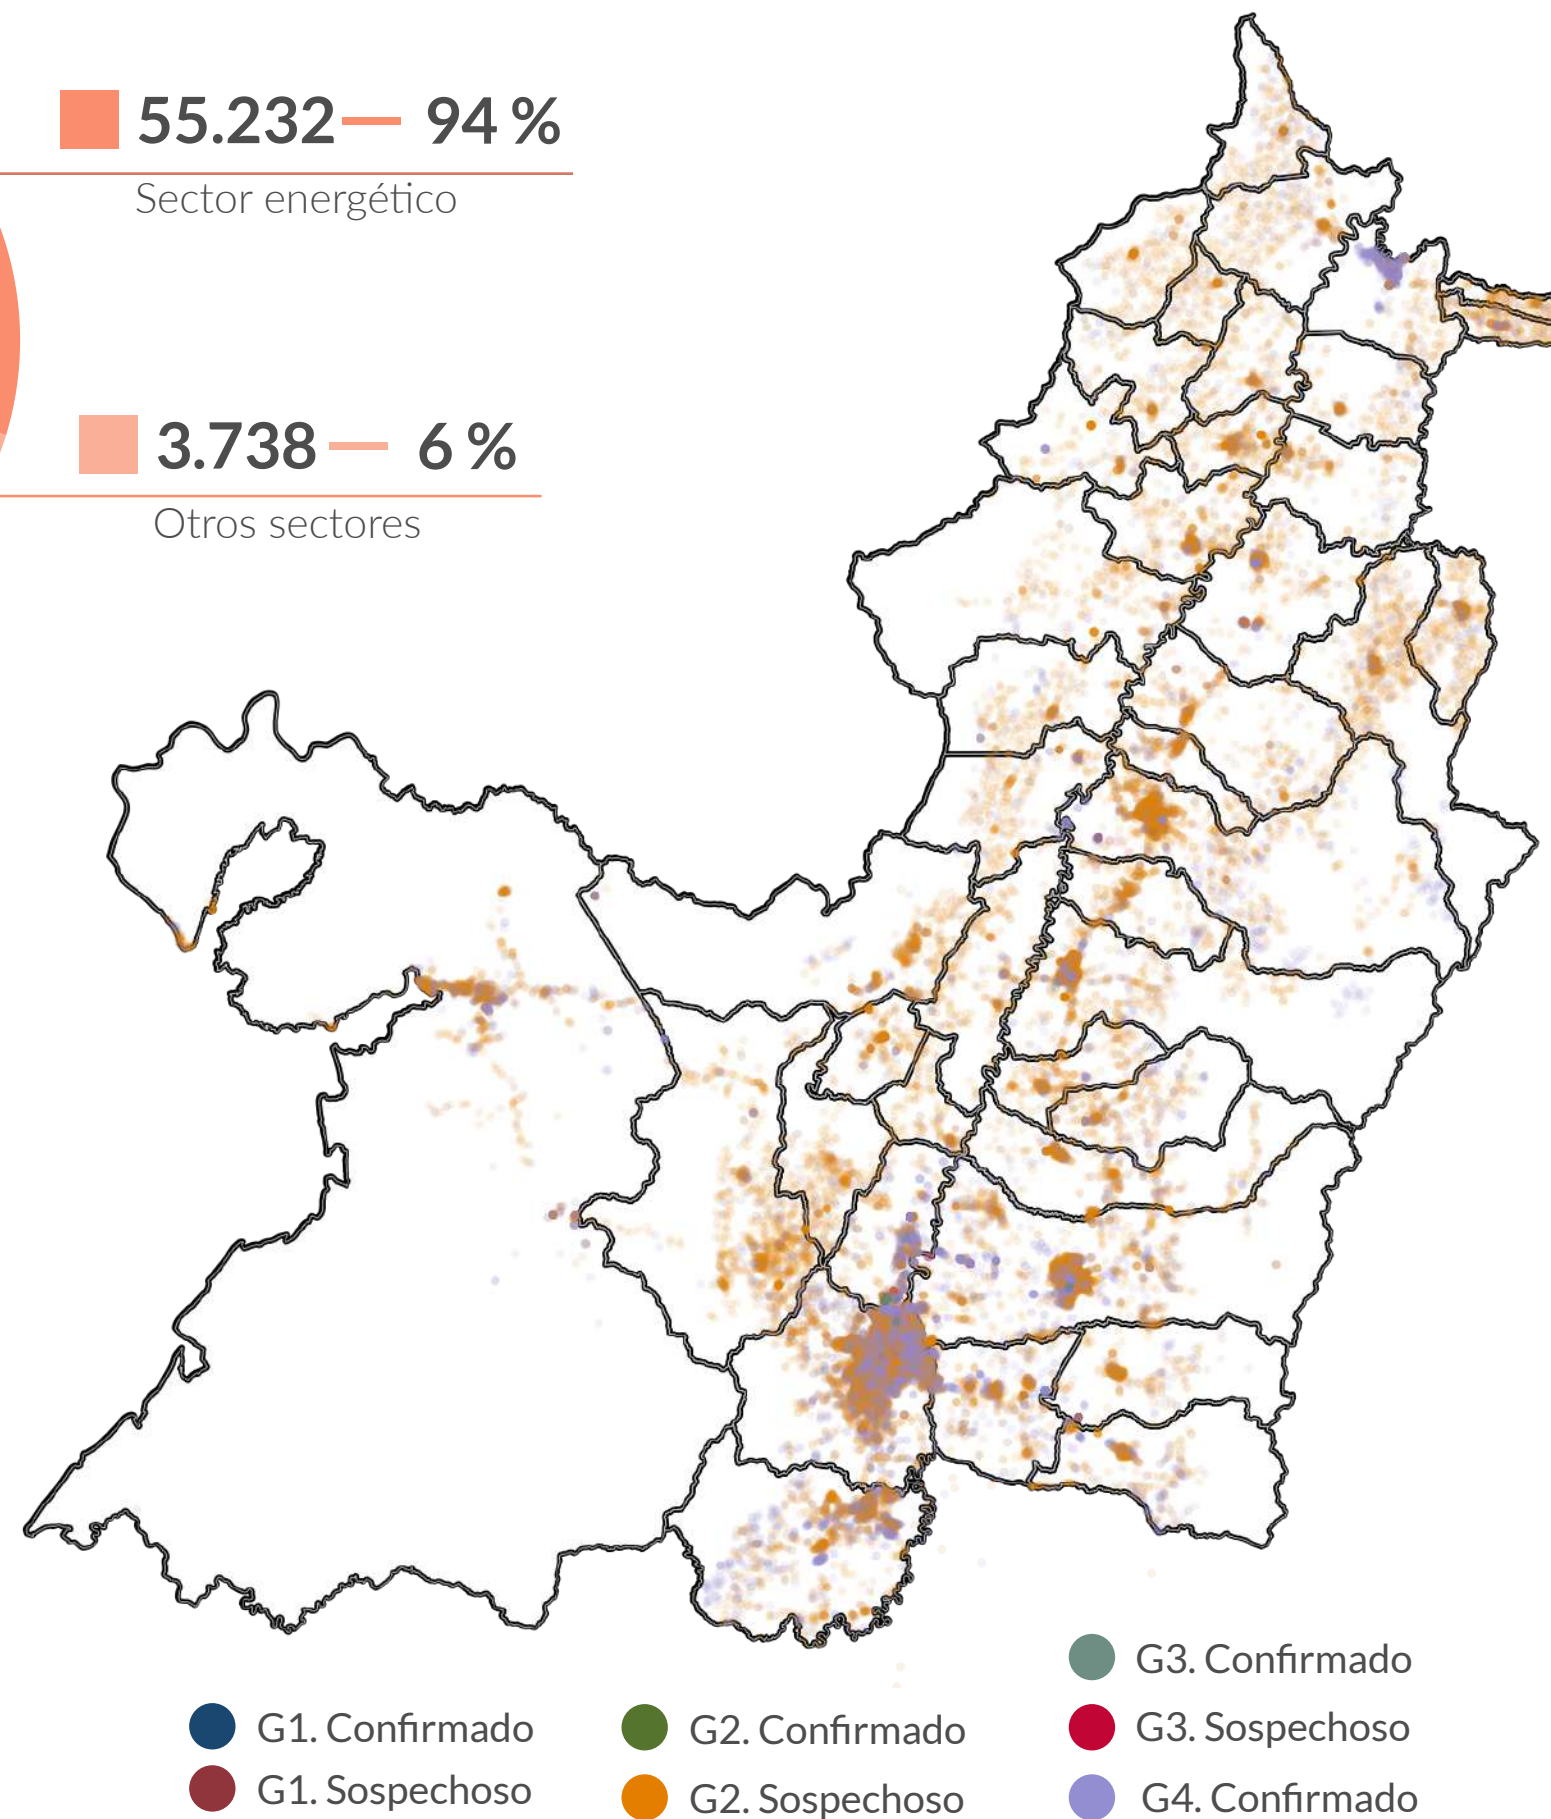 55.232 — 94 %
Sector energético
3.738 — 6 %
Otros sectores
G3. Confirmado
G1. Confirmado
G2. Confirmado
G3. Sospechoso
G1. Sospechoso
G2. Sospechoso
G4. Confirmado